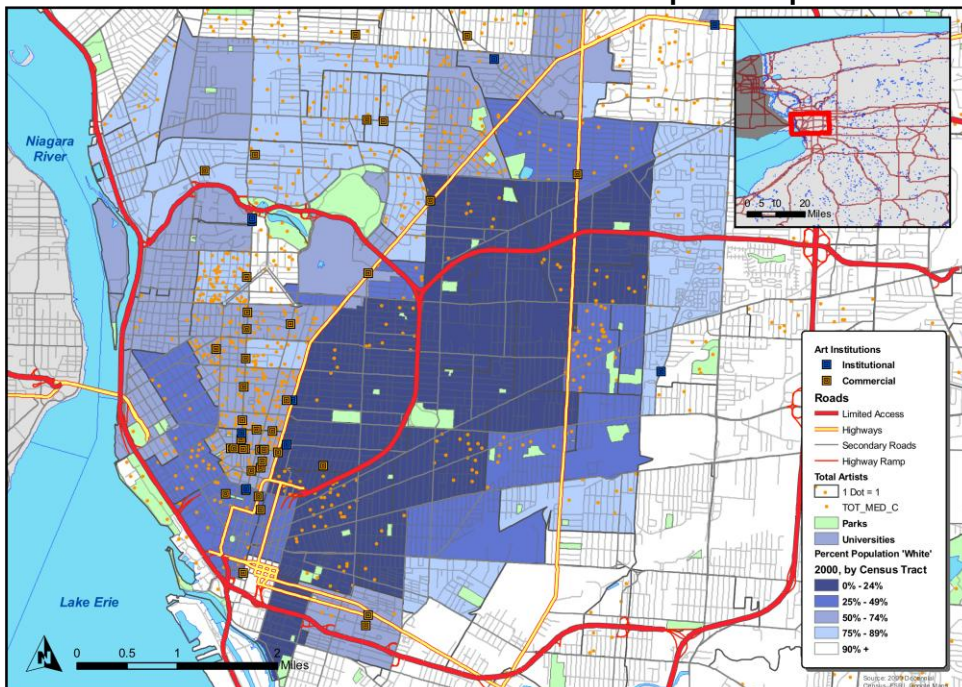 Niagara
River
Lake Erie
N
0 0.5 1 2
Miles
0 5 10 20
Miles
Art Institutions
Institutional
Commercial
Roads
Limited Access
Highways
Secondary Roads
Highway Ramp
Total Artists
1 Dot = 1
TOT_MED_C
Parks
Universities
Percent Population 'White'
2000, by Census Tract
0% - 24%
25% - 49%
50% - 74%
75% - 89%
90% +